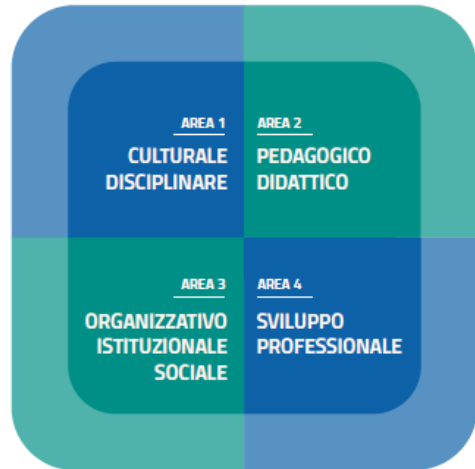 AREA 1
CULTURALE
DISCIPLINARE
AREA 2
PEDAGOGICO
DIDATTICO
AREA 3
ORGANIZZATIVO
ISTITUZIONALE
SOCIALE
AREA 4
SVILUPPO
PROFESSIONALE